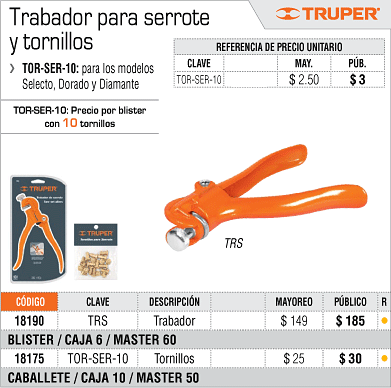 Trabador para serrote
y tornillos
TRUPER
› TOR-SER-10: para los modelos
Selecto, Dorado y Diamante
REFERENCIA DE PRECIO UNITARIO
CLAVE MAY. PÚB.
TOR-SER-10 $ 2.50 $ 3
TOR-SER-10: Precio por blister
con 10 tornillos
TRUPER
TRUPER
TRS
CÓDIGO CLAVE DESCRIPCIÓN MAYOREO PÚBLICO R
18190 TRS Trabador $ 149 $ 185
BLISTER / CAJA 6 / MASTER 60
18175 TOR-SER-10 Tornillos $ 25 $ 30
CABALLETE / CAJA 10 / MASTER 50